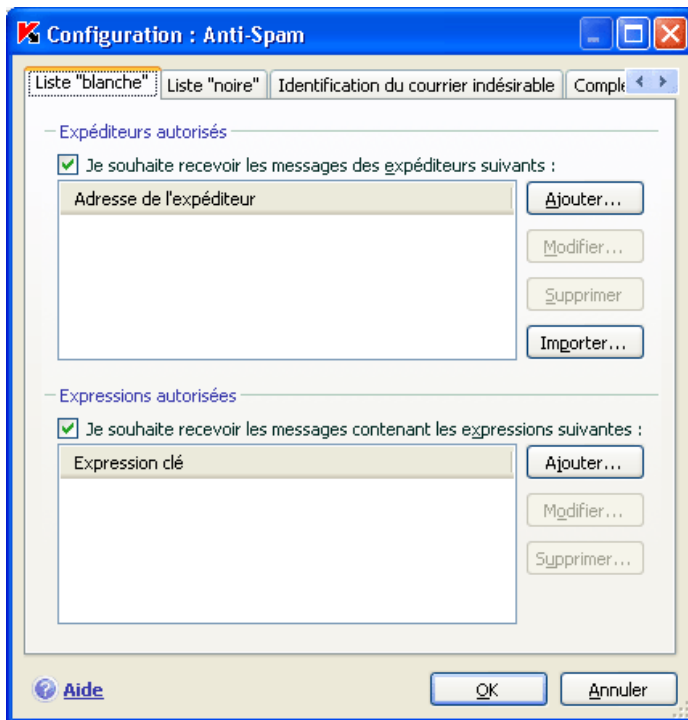 Configuration : Anti-Spam
Liste "blanche" Liste "noire" Identification du courrier indésirable
Expéditeurs autorisés
Je souhaite recevoir les messages des expéditeurs suivants :
Adresse de l'expéditeur
Ajouter...
Modifier...
Supprimer
Importer...
Expressions autorisées
Je souhaite recevoir les messages contenant les expressions suivantes :
Expression clé
Ajouter...
Modifier...
Supprimer...
Aide
OK
Annuler